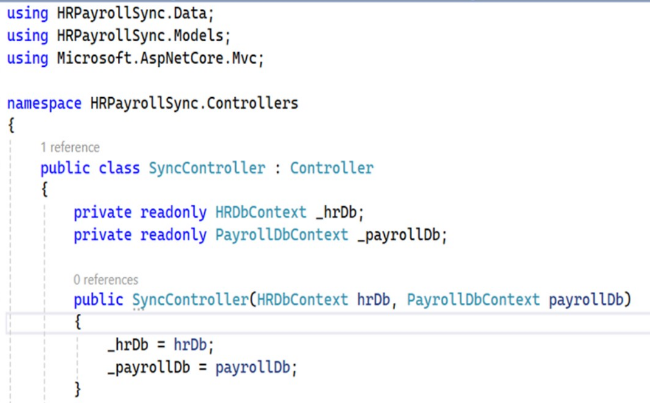 using HRPayrollSync.Data;
using HRPayrollSync.Models;
using Microsoft.AspNetCore.Mvc;
namespace HRPayrollSync.Controllers
{
1 reference
public class SyncController : Controller
{
private readonly HRDbContext _hrDb;
private readonly PayrollDbContext _payrollDb;
0 references
public SyncController(HRDbContext hrDb, PayrollDbContext payrollDb)
{
_hrDb = hrDb;
_payrollDb = payrollDb;
}